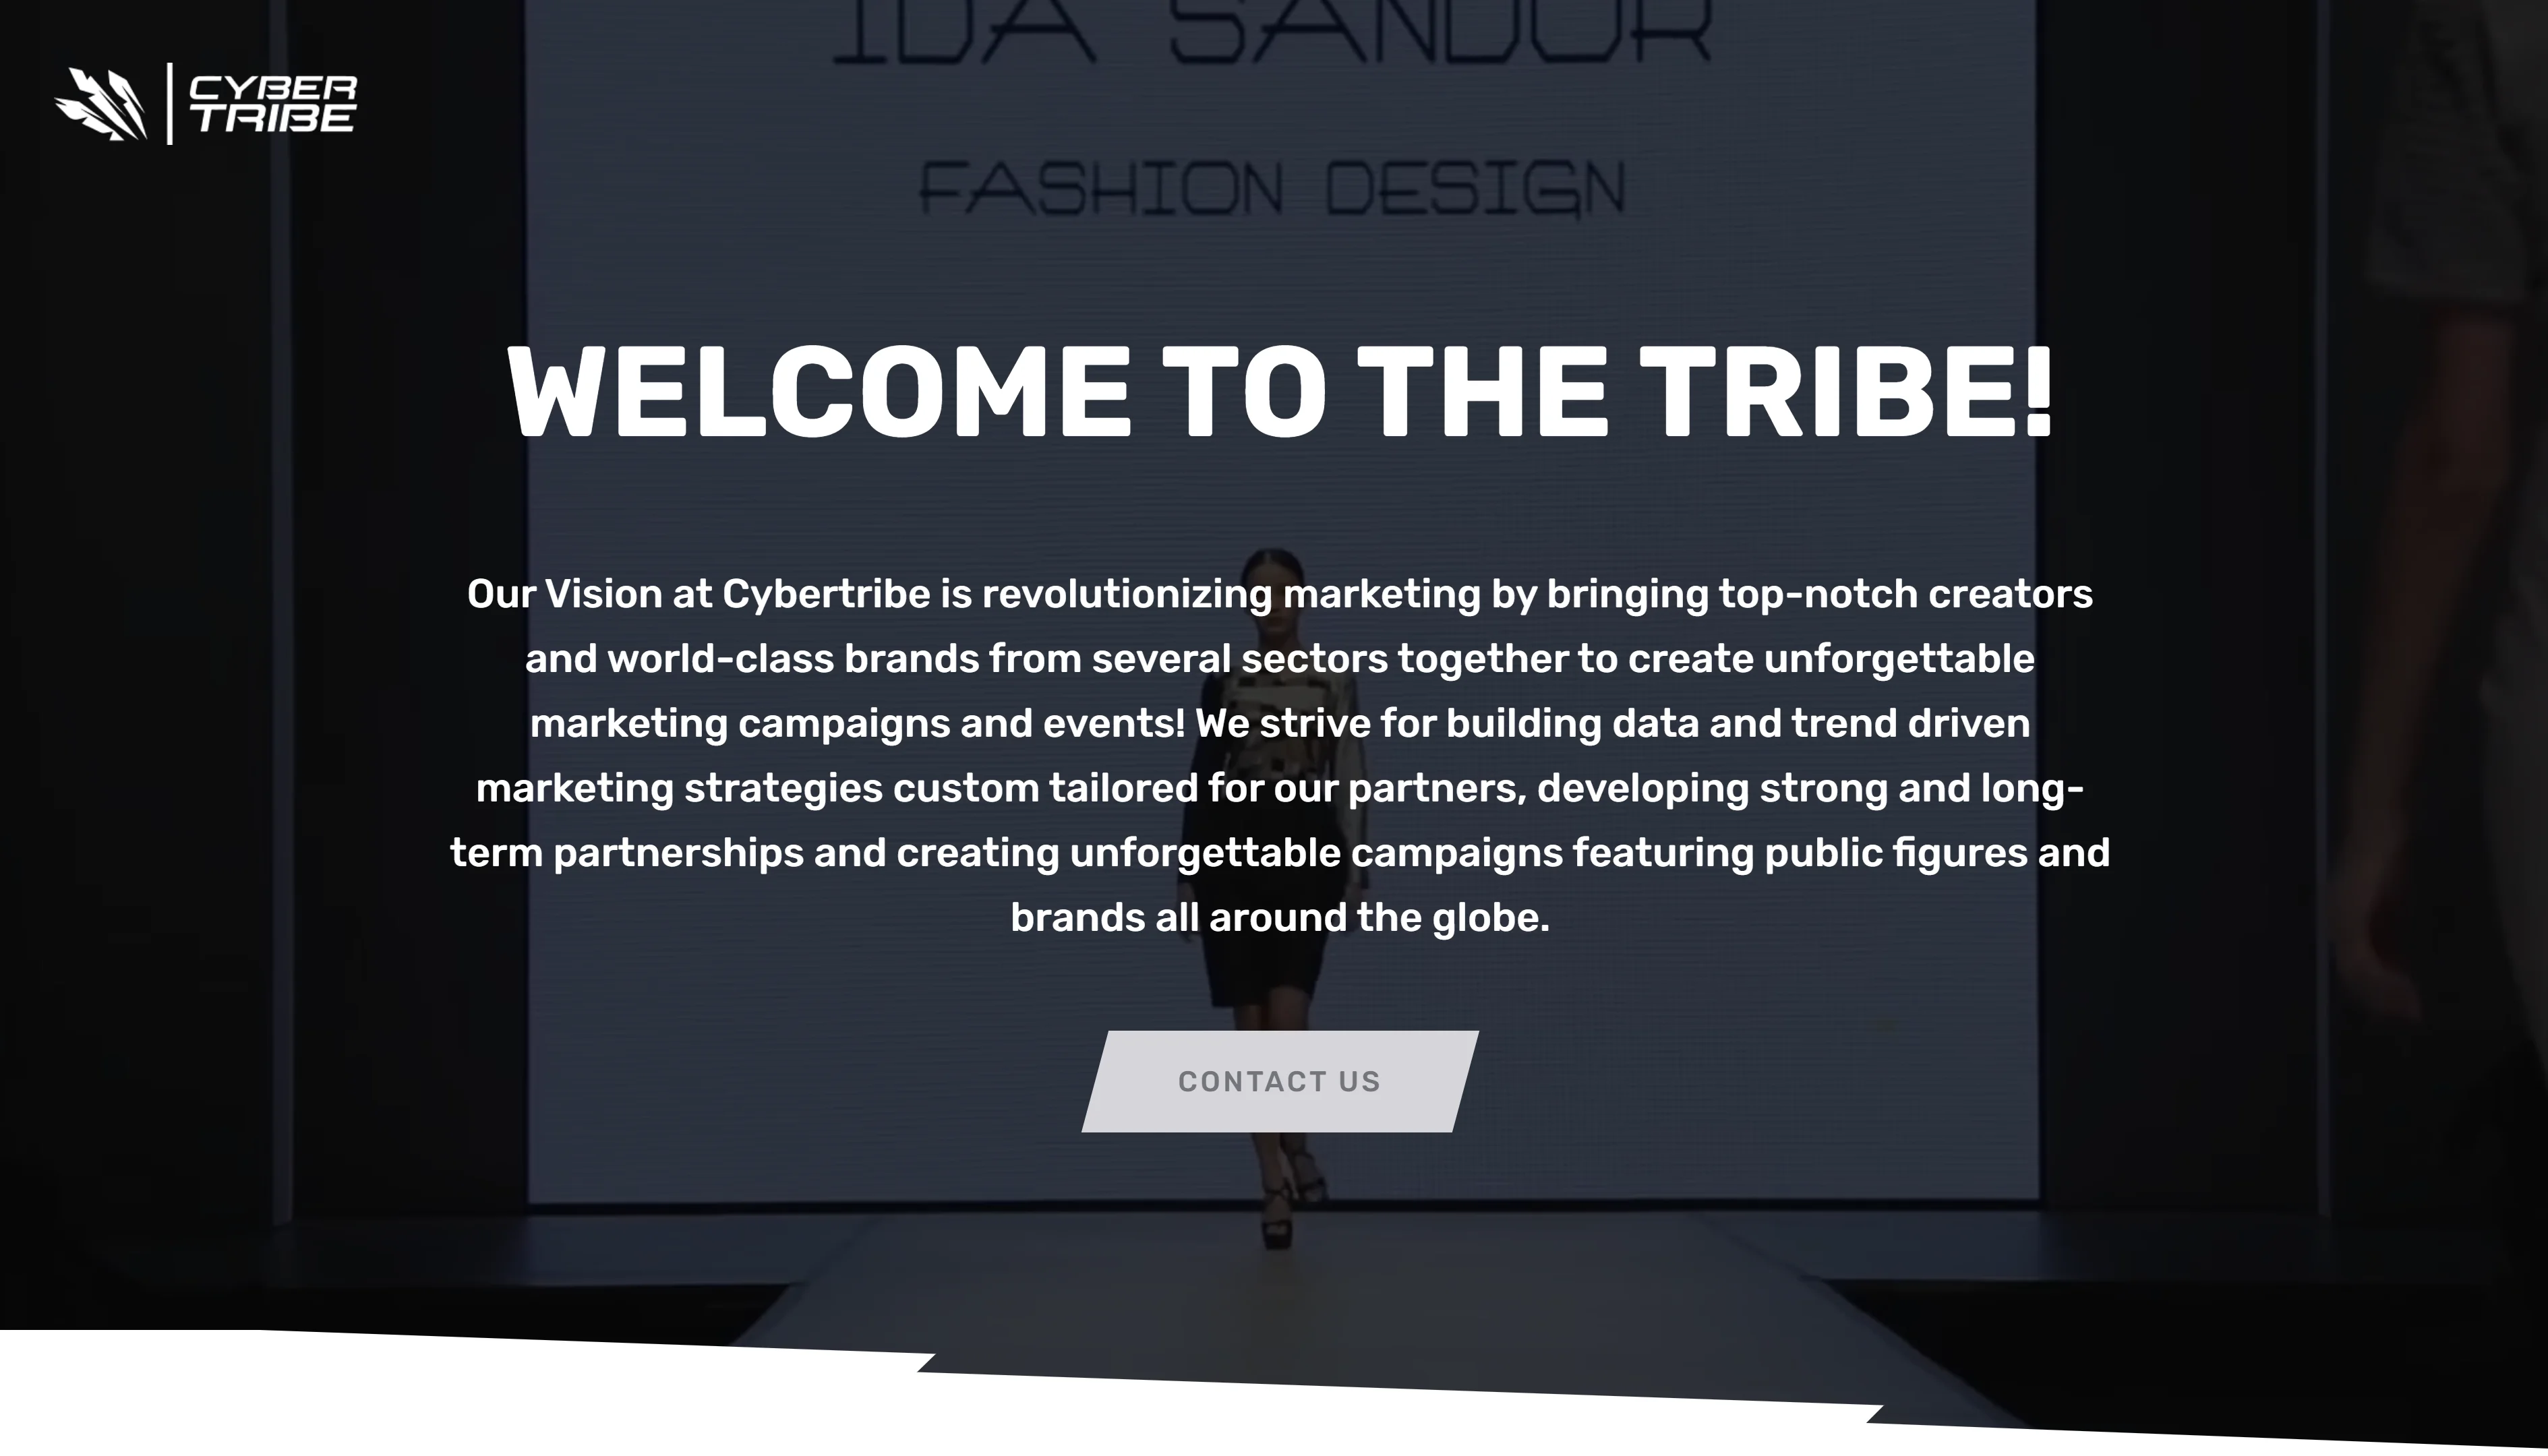 IDA SANDOR
FASHION DESIGN
CYBER
TRIBE
WELCOME TO THE TRIBE!
Our Vision at Cybertribe is revolutionizing marketing by bringing top-notch creators
and world-class brands from several sectors together to create unforgettable
marketing campaigns and events! We strive for building data and trend driven
marketing strategies custom tailored for our partners, developing strong and long-
term partnerships and creating unforgettable campaigns featuring public figures and
brands all around the globe.
CONTACT US